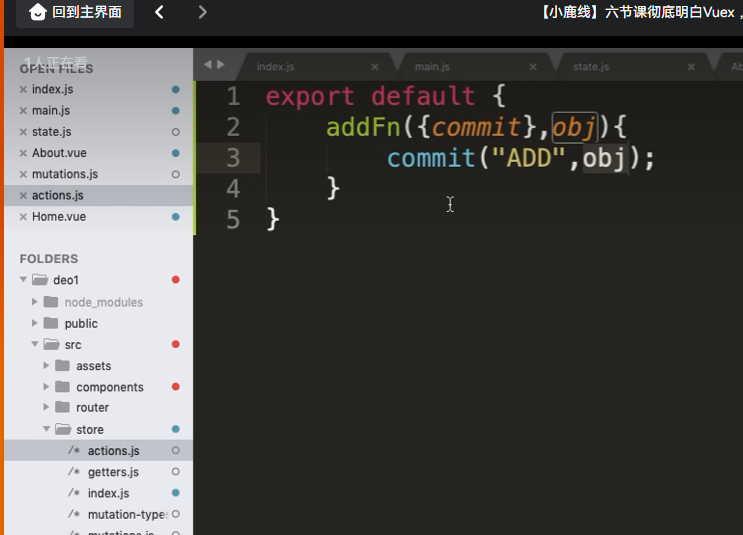 回到主界面
【小鹿线】六节课彻底明白Vuex，
1人正在看
OPEN FILES
index.js
main.js
state.js
About.vue
mutations.js
actions.js
Home.vue
FOLDERS
deo1
node_modules
public
src
assets
components
router
store
/* actions.js
/* getters.js
/* index.js
/* mutation-type
/* mutations.js
index.js
main.js
state.js
Ab
1 export default {
2 addFn({commit},obj){
3 commit("ADD",obj);
4 }
5 }